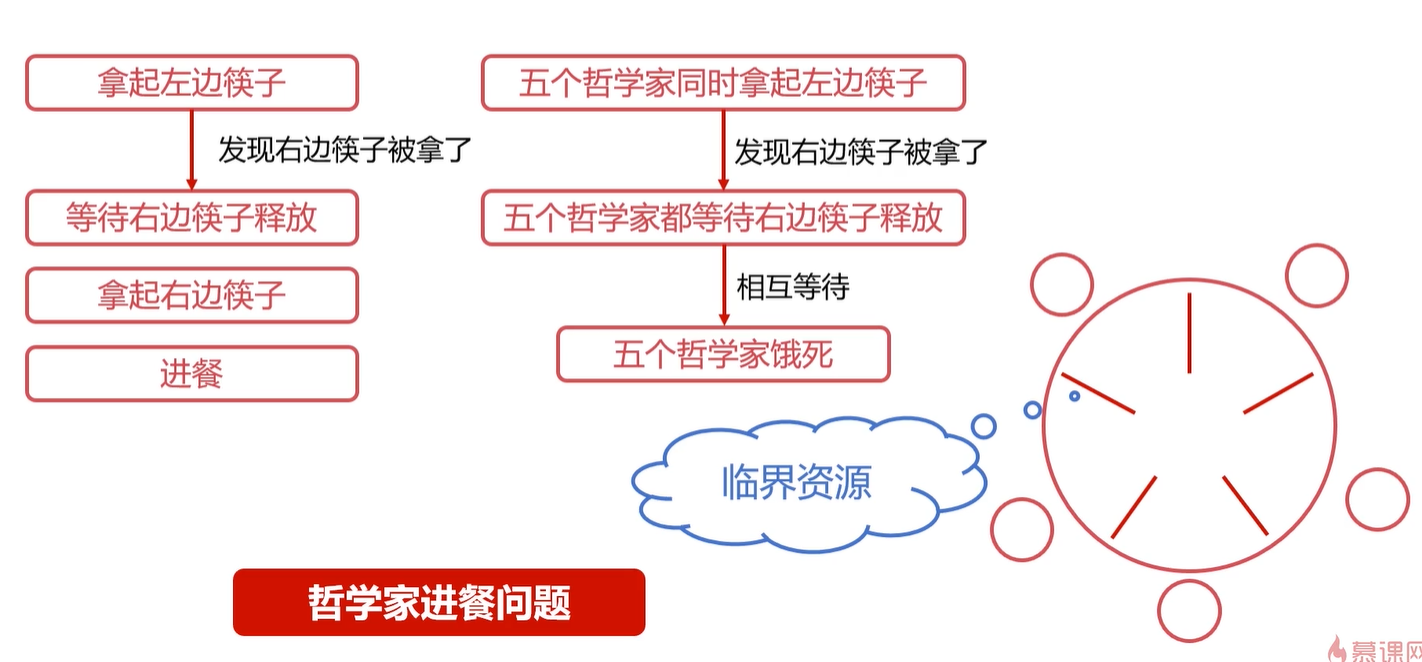 拿起左边筷子
发现右边筷子被拿了
等待右边筷子释放
拿起右边筷子
进餐
五个哲学家同时拿起左边筷子
发现右边筷子被拿了
五个哲学家都等待右边筷子释放
相互等待
五个哲学家饿死
临界资源
哲学家进餐问题
慕课网